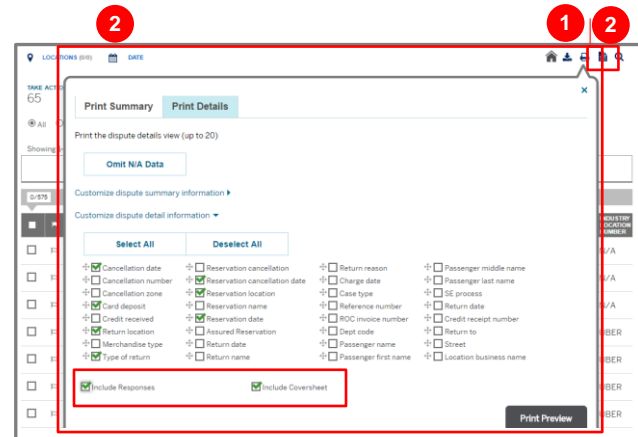 2 1 2
LOCATIONS (0/0) DATE
TAKE
65
All
Showing
0/575
Print Summary Print Details
×
Print the dispute details view (up to 20)
Omit N/A Data
Customize dispute summary information
Customize dispute detail information
Select All Deselect All
Cancellation date Reservation cancellation Return reason Passenger middle name
Cancellation number Reservation cancellation date Charge date Passenger last name
Cancellation zone Reservation location Case type SE process
Card deposit Reservation name Reference number Return date
Credit received Reservation date ROC invoice number Credit receipt number
Return location Assured Reservation Dept code Return to
Merchandise type Return date Passenger name Street
Type of return Return name Passenger first name Location business name
Include Responses Include Coversheet
Print Preview
INDUSTRY
LOCATION
NUMBER
N/A
N/A
N/A